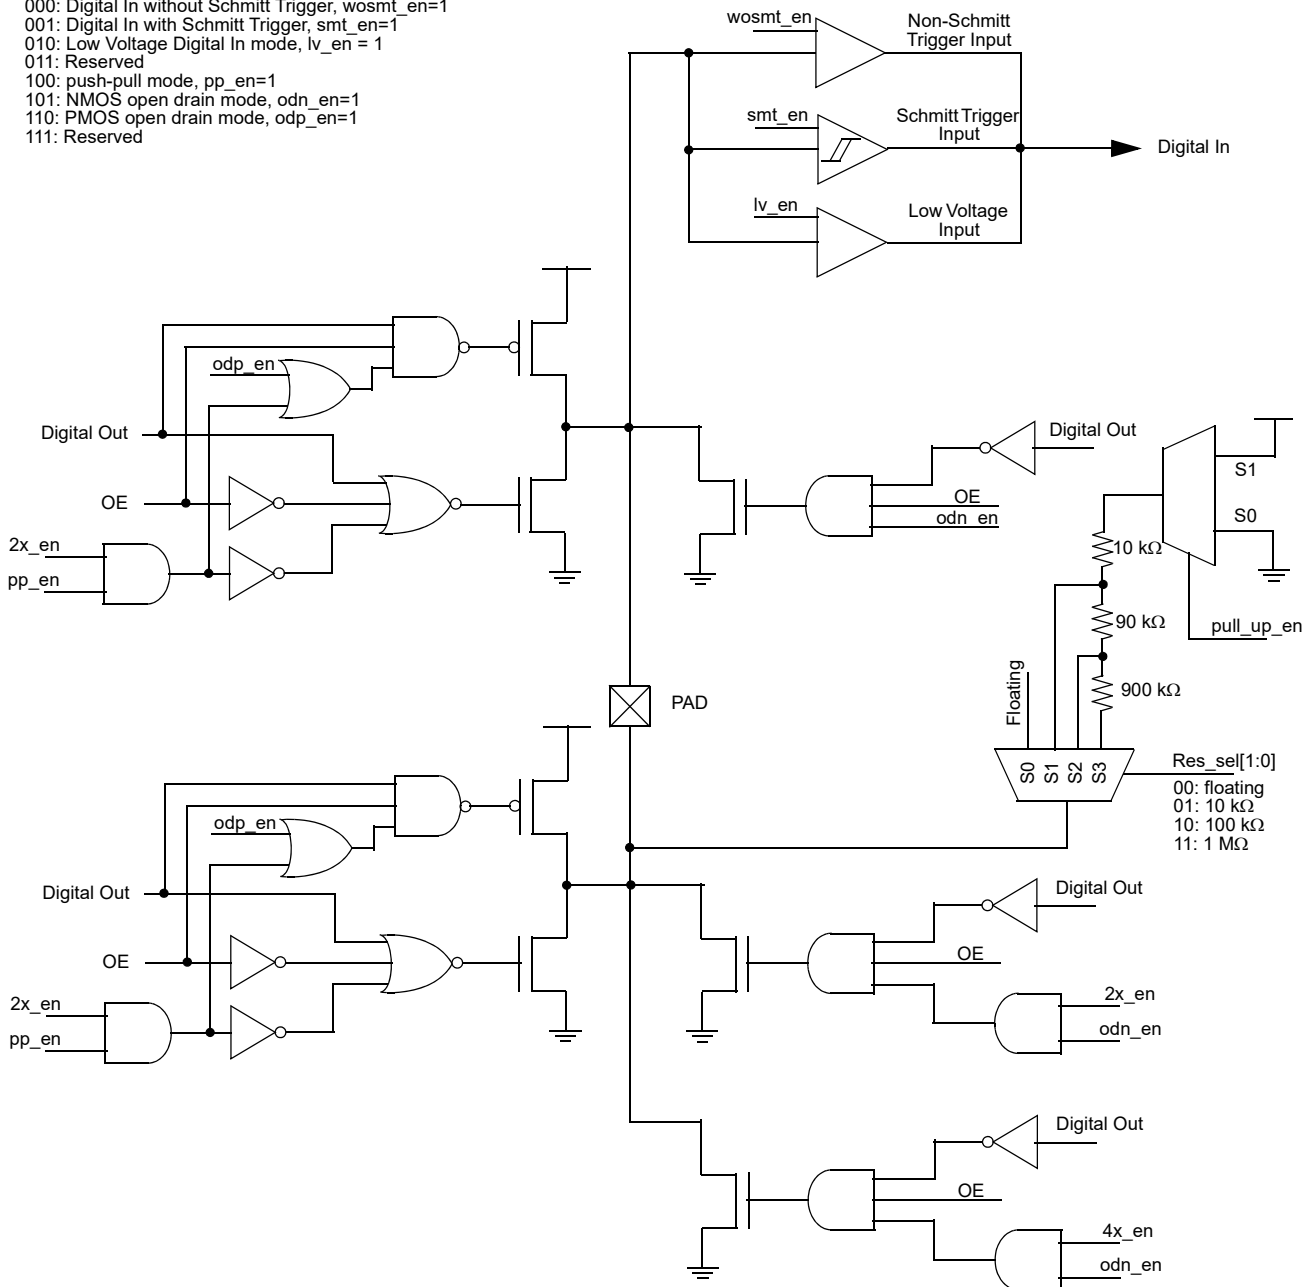 000: Digital In without Schmitt Trigger, wosmt_en=1
001: Digital In with Schmitt Trigger, smt_en=1
010: Low Voltage Digital In mode, lv_en = 1
011: Reserved
100: push-pull mode, pp_en=1
101: NMOS open drain mode, odn_en=1
110: PMOS open drain mode, odp_en=1
111: Reserved
wosmt_en
Non-Schmitt
Trigger Input
smt_en
Schmitt Trigger
Input
Digital In
lv_en
Low Voltage
Input
odp_en
Digital Out
OE
2x_en
pp_en
Digital Out
OE
odn_en
S1
S0
10 kΩ
90 kΩ
pull_up_en
900 kΩ
Floating
S0
S1
S2
S3
Res_sel[1:0]
00: floating
01: 10 kΩ
10: 100 kΩ
11: 1 MΩ
PAD
odp_en
Digital Out
OE
2x_en
pp_en
Digital Out
OE
2x_en
odn_en
Digital Out
OE
4x_en
odn_en